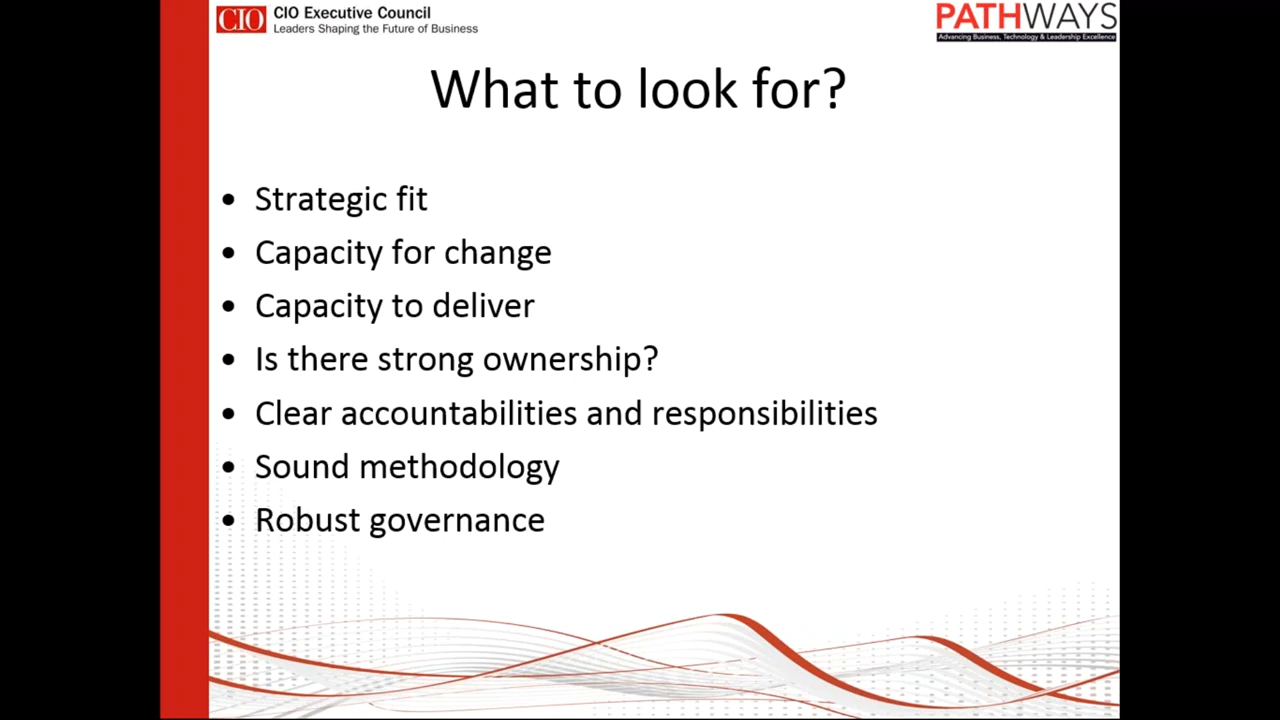 CIO
CIO Executive Council
Leaders Shaping the Future of Business
PATHWAYS
Advancing Business, Technology & Leadership Excellence
What to look for?
• Strategic fit
• Capacity for change
• Capacity to deliver
• Is there strong ownership?
• Clear accountabilities and responsibilities
• Sound methodology
• Robust governance